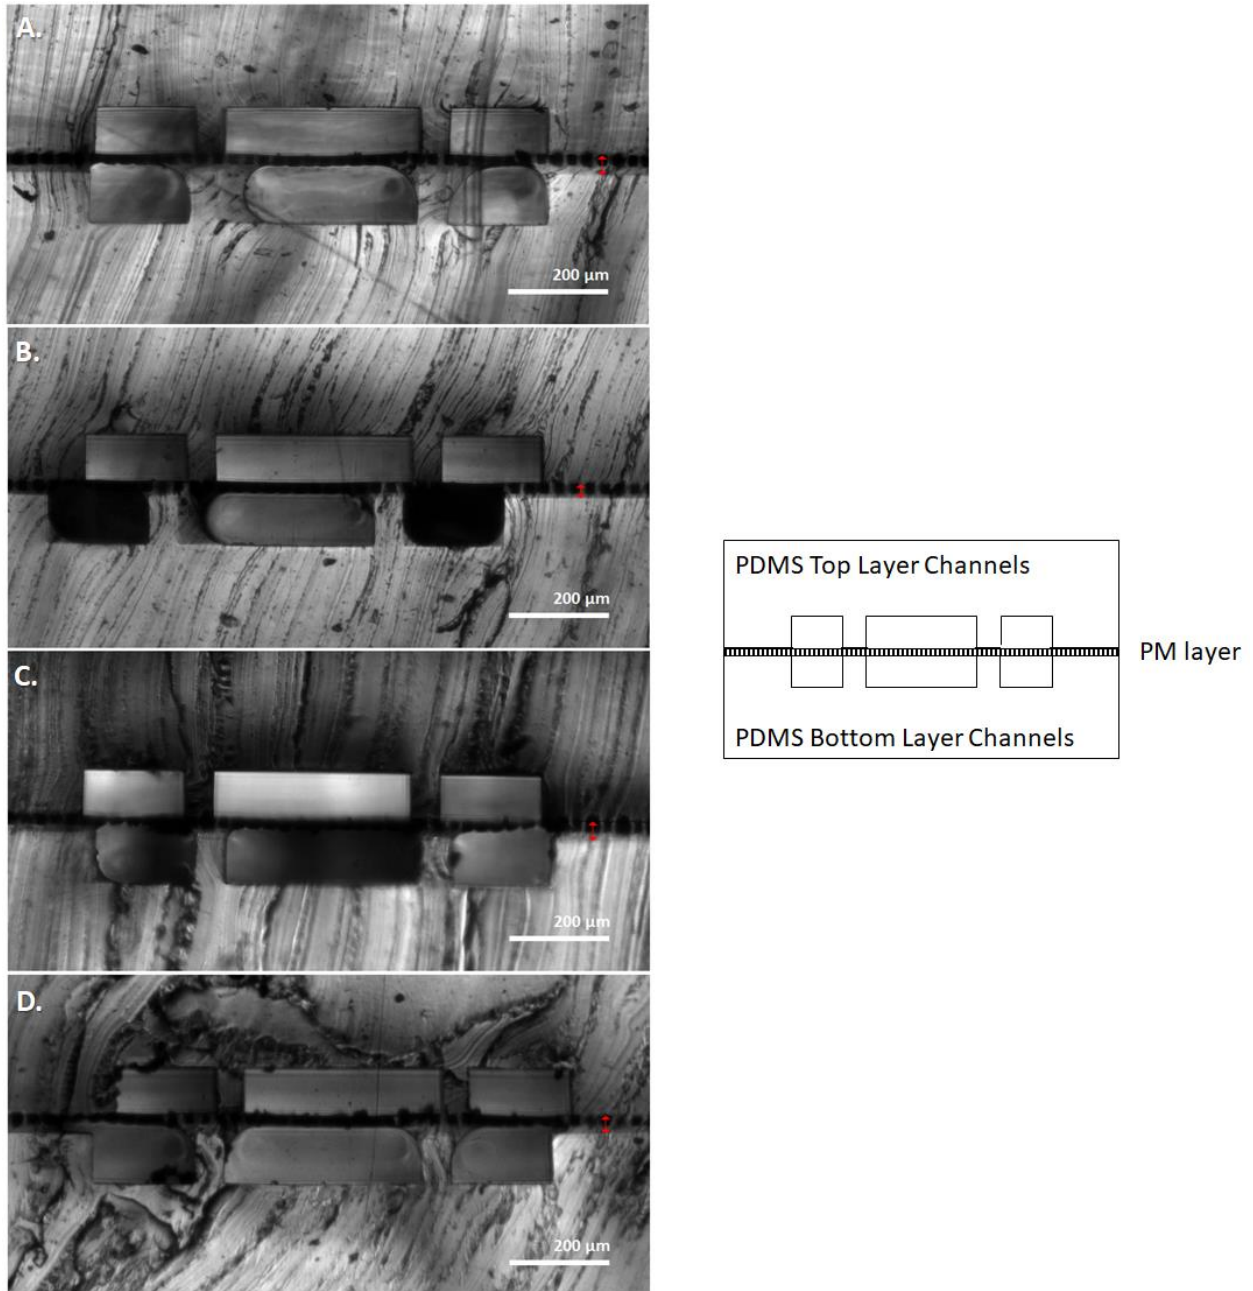 A.
200 µm
B.
200 µm
C.
200 µm
D.
200 µm
PDMS Top Layer Channels
PM layer
PDMS Bottom Layer Channels